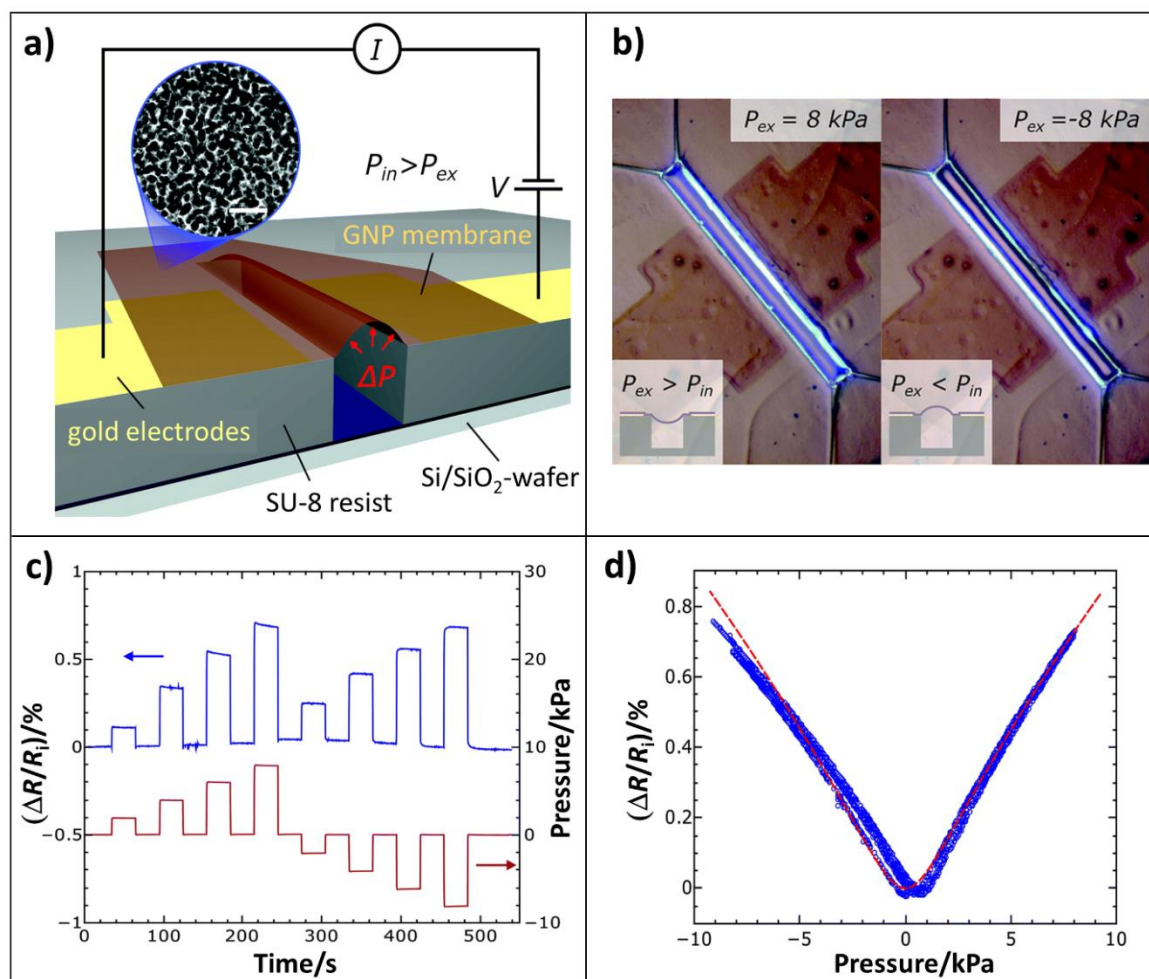 a)
I
P_in>P_ex
V
GNP membrane
ΔP
gold electrodes
SU-8 resist
Si/SiO₂-wafer
b)
P_ex = 8 kPa
P_ex =-8 kPa
P_ex > P_in
P_ex < P_in
c)
1
0.5
0
−0.5
−1
(ΔR/R_i)/%
30
20
10
0
−10
Pressure/kPa
0 100 200 300 400 500
Time/s
d)
0.8
0.6
0.4
0.2
0
(ΔR/R_i)/%
−10 −5 0 5 10
Pressure/kPa